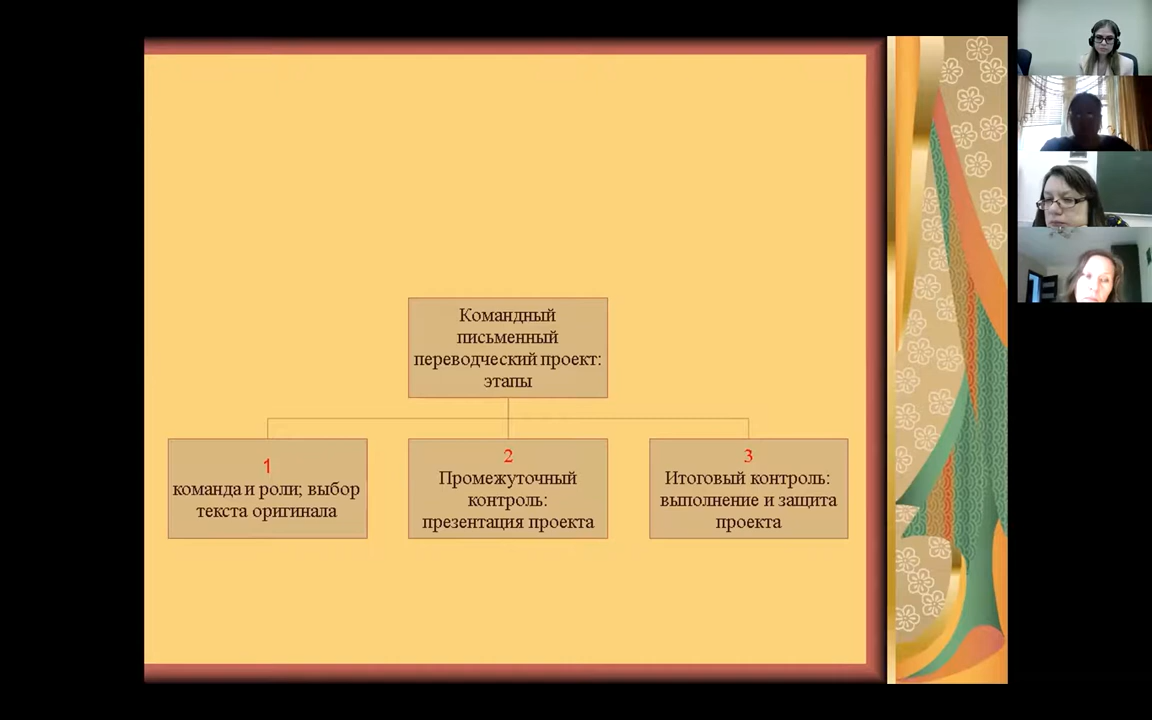 Командный
письменный
переводческий проект:
этапы
1
команда и роли; выбор
текста оригинала
2
Промежуточный
контроль:
презентация проекта
3
Итоговый контроль:
выполнение и защита
проекта